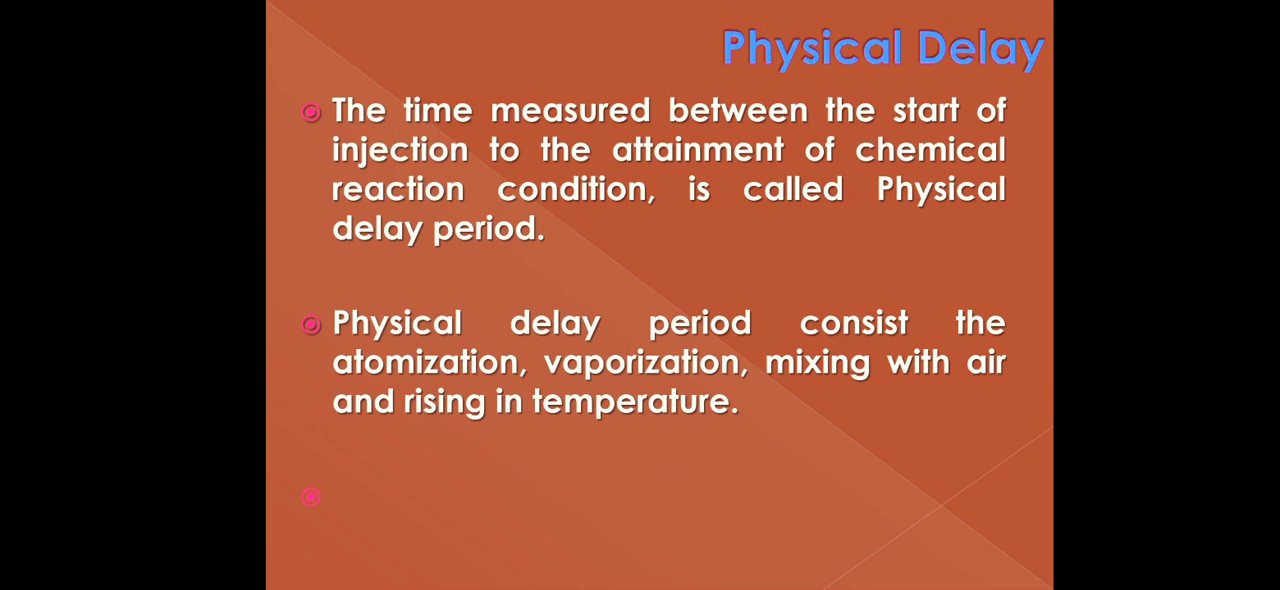 Physical Delay
The time measured between the start of
injection to the attainment of chemical
reaction condition, is called Physical
delay period.
Physical delay period consist the
atomization, vaporization, mixing with air
and rising in temperature.